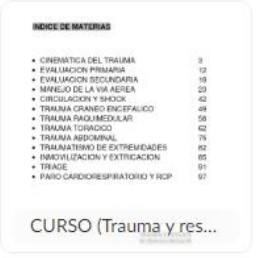 INDICE DE MATERIAS
• CINEMATICA DEL TRAUMA 3
• EVALUACION PRIMARIA 12
• EVALUACION SECUNDARIA 19
• MANEJO DE LA VIA AEREA 23
• CIRCULACION Y SHOCK 42
• TRAUMA CRANEO ENCEFALICO 49
• TRAUMA RAQUIMEDULAR 58
• TRAUMA TORACICO 62
• TRAUMA ABDOMINAL 75
• TRAUMATISMO DE EXTREMIDADES 82
• INMOVILIZACION Y EXTRICACION 85
• TRIAGE 91
• PARO CARDIORESPIRATORIO Y RCP 97
CURSO (Trauma y res...